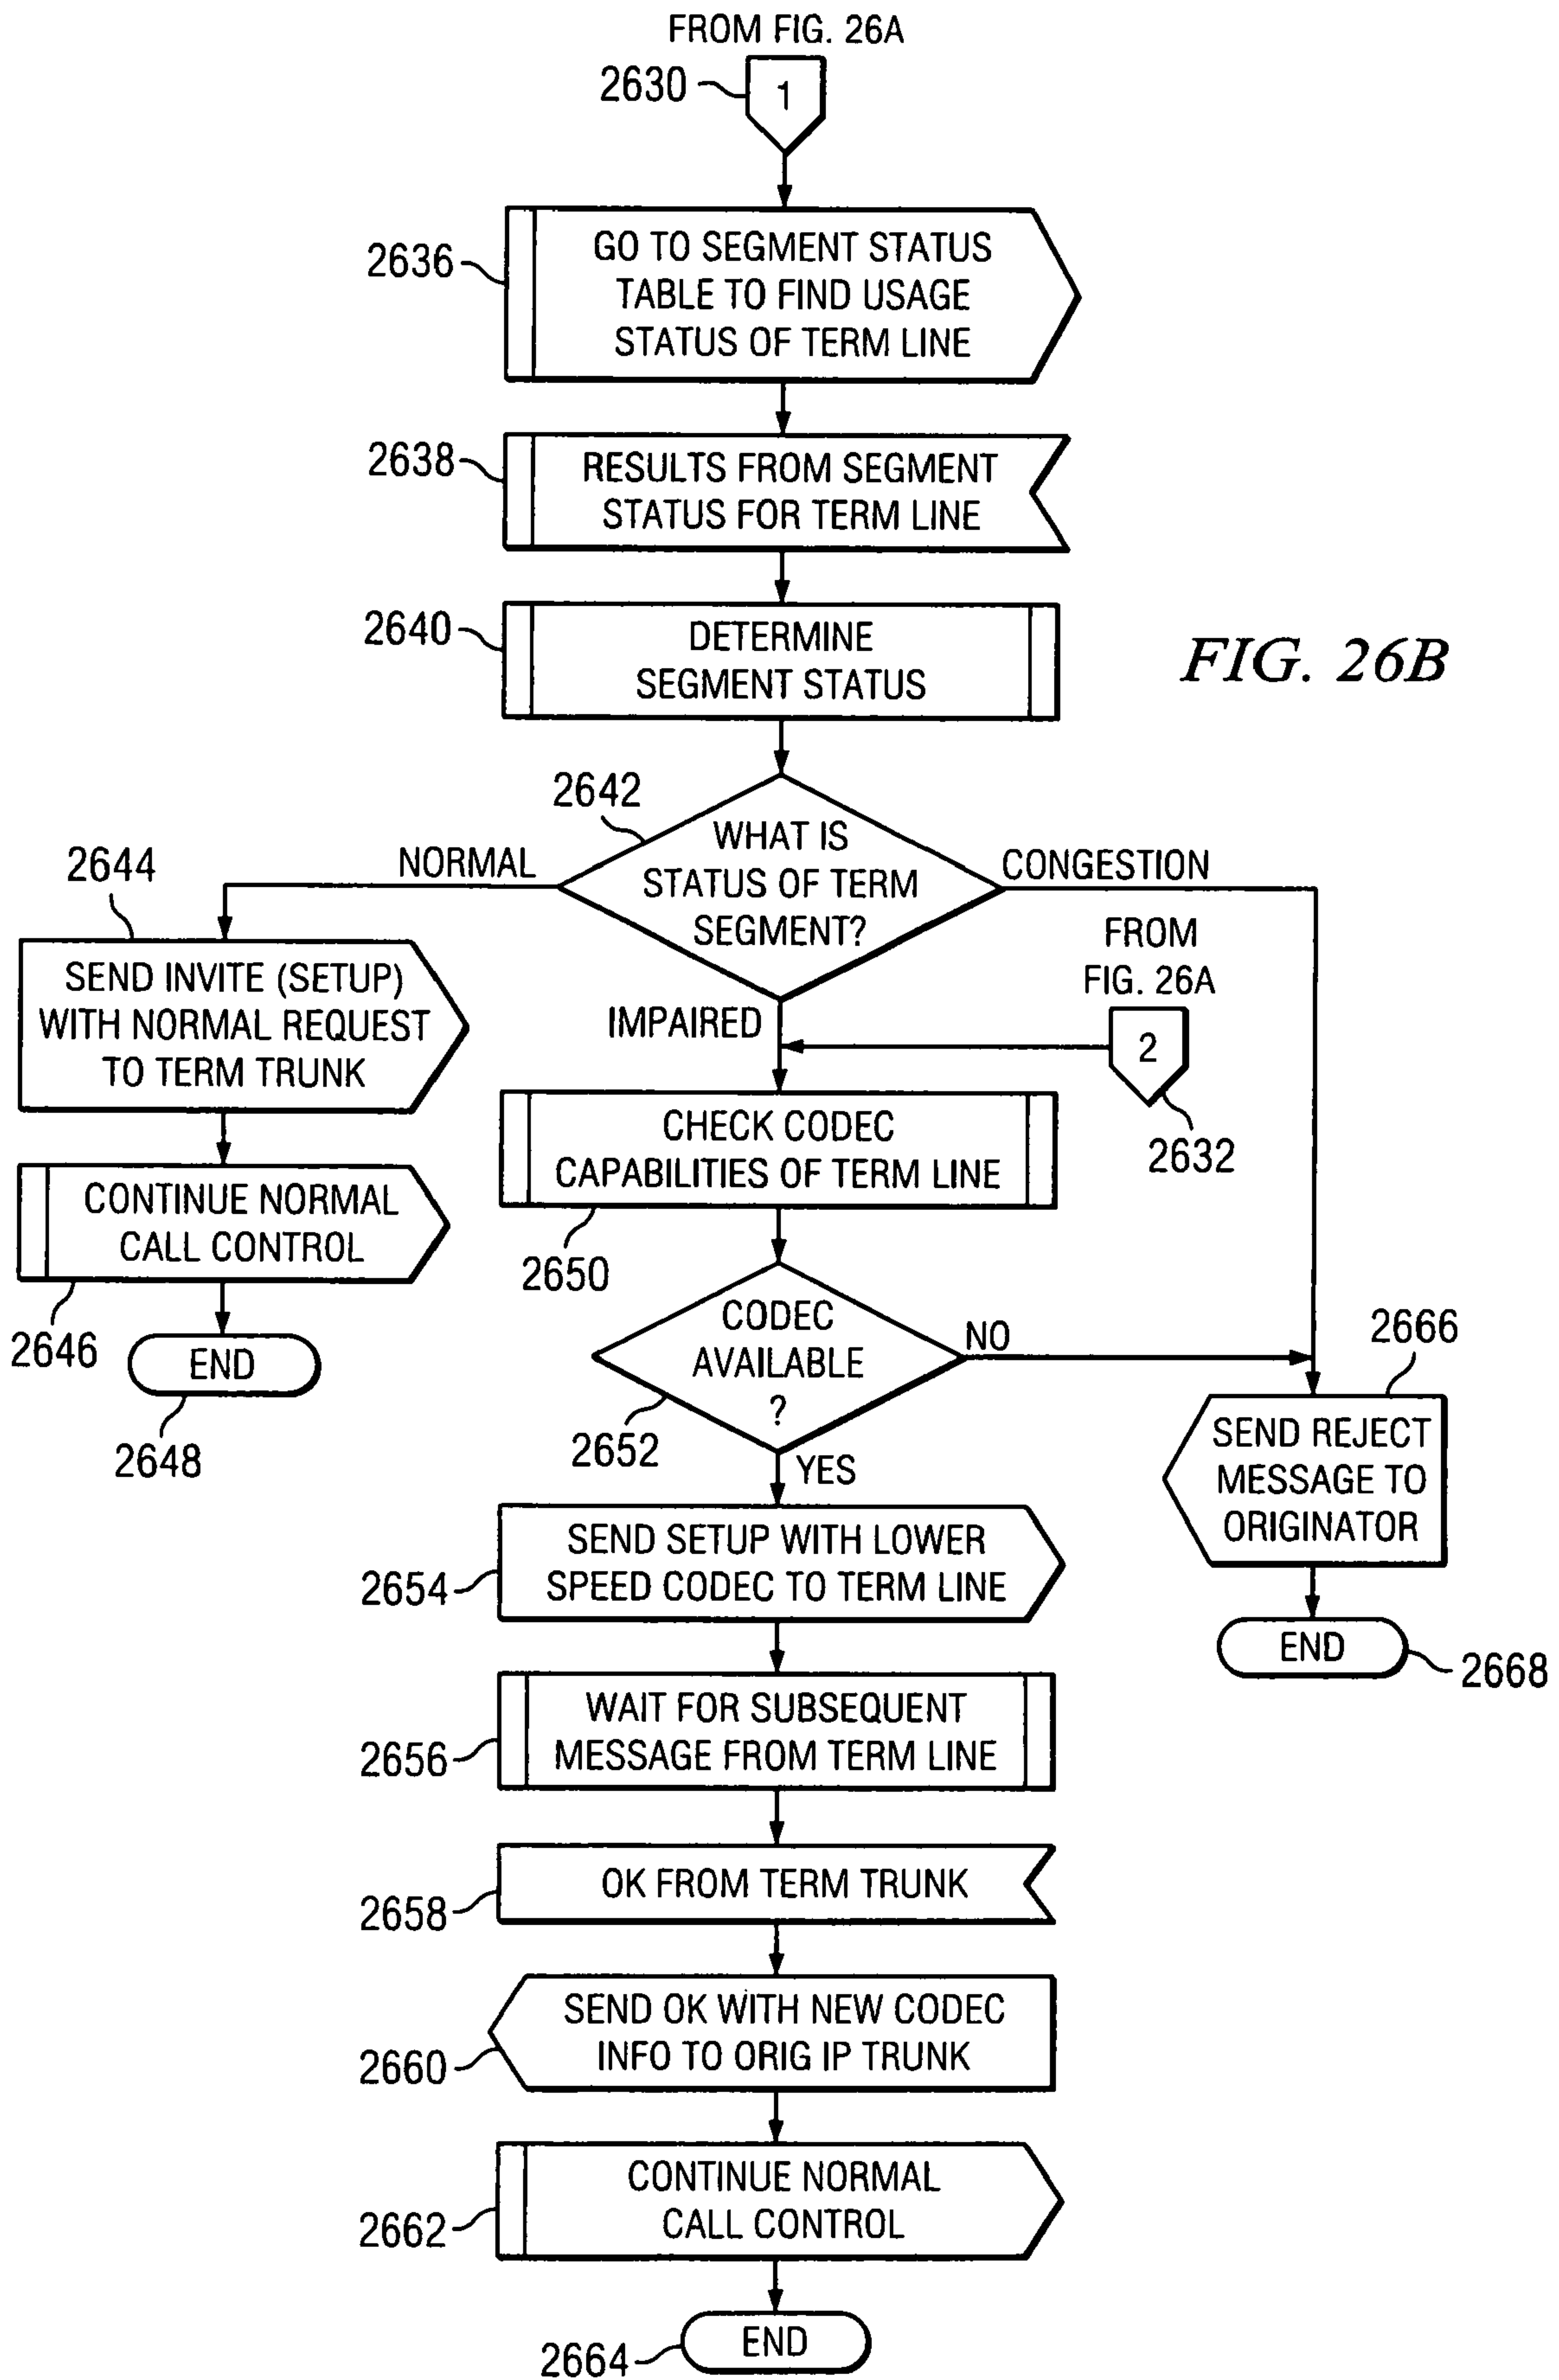 FROM FIG. 26A
2630
1
2636
GO TO SEGMENT STATUS
TABLE TO FIND USAGE
STATUS OF TERM LINE
2638
RESULTS FROM SEGMENT
STATUS FOR TERM LINE
2640
DETERMINE
SEGMENT STATUS
FIG. 26B
2642
WHAT IS
STATUS OF TERM
SEGMENT?
NORMAL
CONGESTION
IMPAIRED
2644
SEND INVITE (SETUP)
WITH NORMAL REQUEST
TO TERM TRUNK
CONTINUE NORMAL
CALL CONTROL
2646
END
2648
FROM
FIG. 26A
2
2632
CHECK CODEC
CAPABILITIES OF TERM LINE
2650
CODEC
AVAILABLE
?
2652
NO
YES
2666
SEND REJECT
MESSAGE TO
ORIGINATOR
END
2668
2654
SEND SETUP WITH LOWER
SPEED CODEC TO TERM LINE
2656
WAIT FOR SUBSEQUENT
MESSAGE FROM TERM LINE
2658
OK FROM TERM TRUNK
2660
SEND OK WITH NEW CODEC
INFO TO ORIG IP TRUNK
2662
CONTINUE NORMAL
CALL CONTROL
2664
END